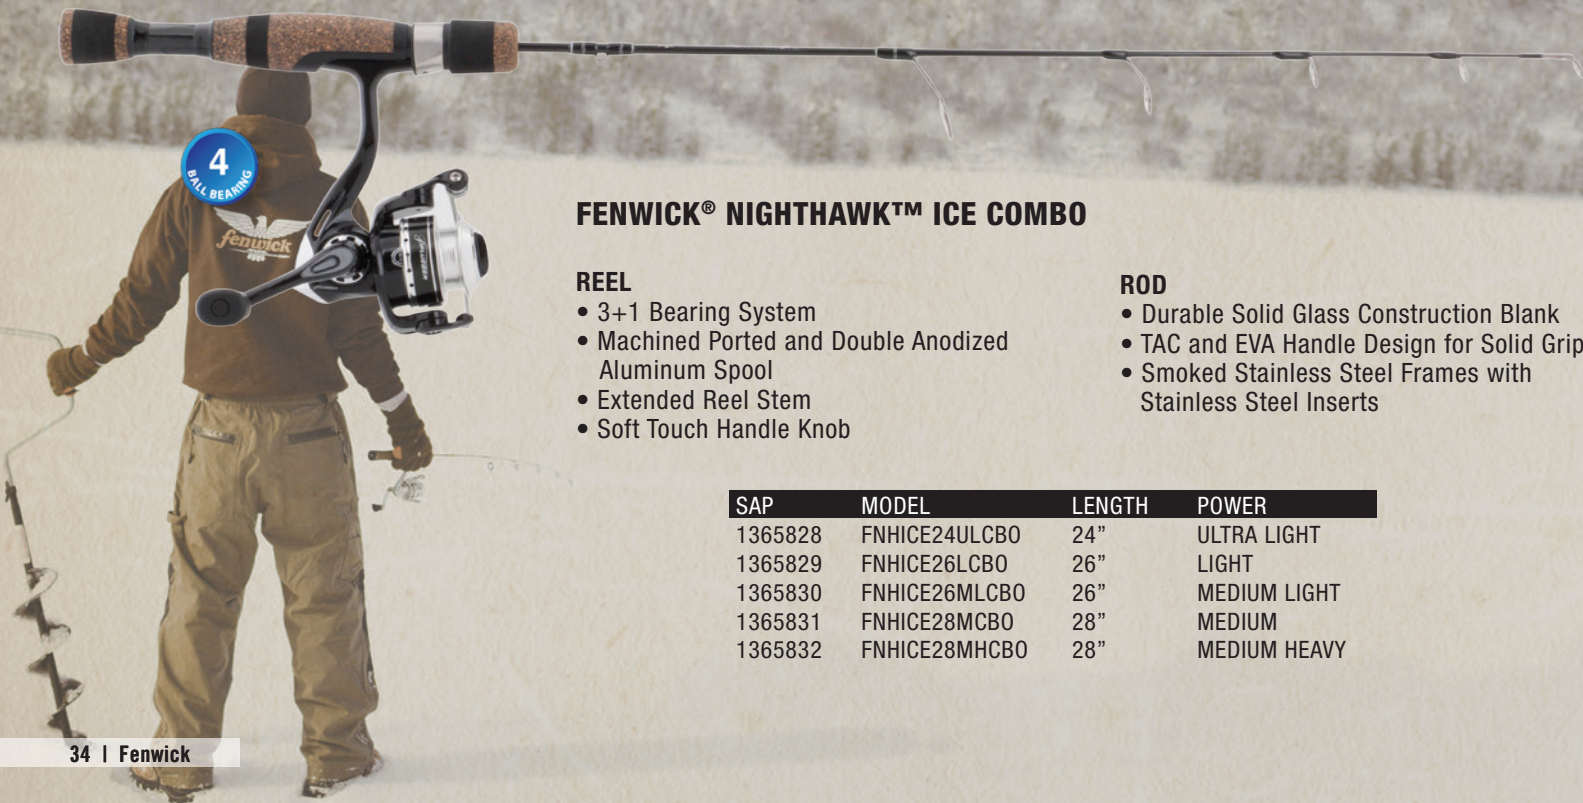 4
BALL BEARING
fenwick
FENWICK® NIGHTHAWK™ ICE COMBO
REEL
• 3+1 Bearing System
• Machined Ported and Double Anodized
Aluminum Spool
• Extended Reel Stem
• Soft Touch Handle Knob
ROD
• Durable Solid Glass Construction Blank
• TAC and EVA Handle Design for Solid Grip
• Smoked Stainless Steel Frames with
Stainless Steel Inserts
SAP MODEL LENGTH POWER
1365828 FNHICE24ULCBO 24” ULTRA LIGHT
1365829 FNHICE26LCBO 26” LIGHT
1365830 FNHICE26MLCBO 26” MEDIUM LIGHT
1365831 FNHICE28MCBO 28” MEDIUM
1365832 FNHICE28MHCBO 28” MEDIUM HEAVY
34 | Fenwick